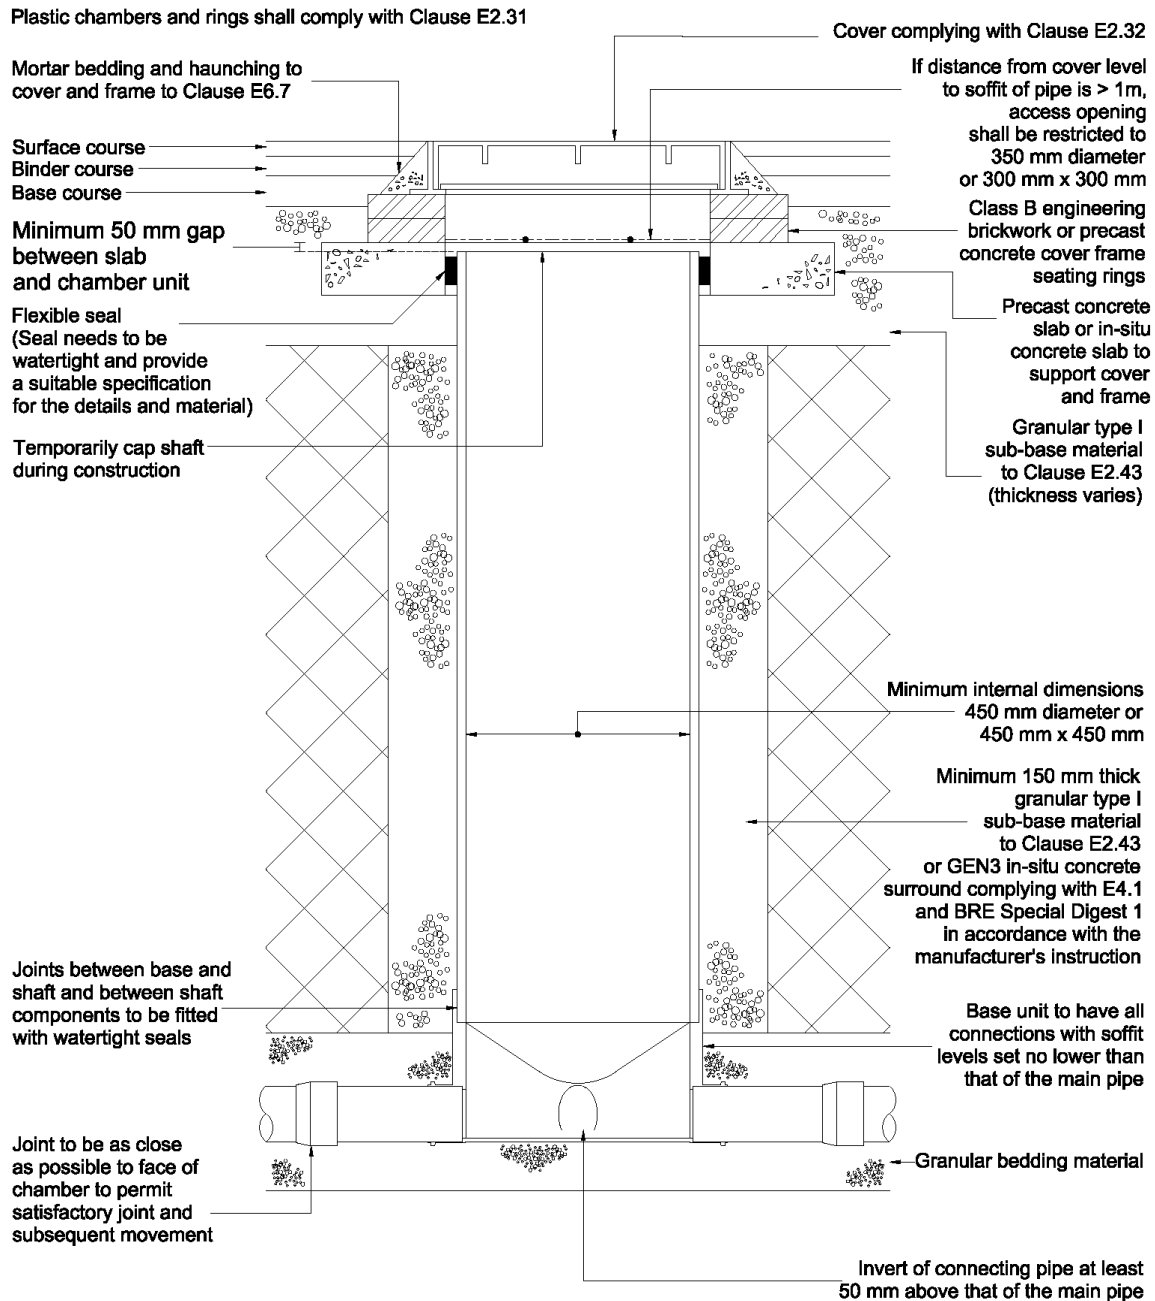 Plastic chambers and rings shall comply with Clause E2.31
Cover complying with Clause E2.32
Mortar bedding and haunching to
cover and frame to Clause E6.7
If distance from cover level
to soffit of pipe is > 1m,
access opening
shall be restricted to
350 mm diameter
or 300 mm x 300 mm
Surface course
Binder course
Base course
Class B engineering
brickwork or precast
concrete cover frame
seating rings
Minimum 50 mm gap
between slab
and chamber unit
Precast concrete
slab or in-situ
concrete slab to
support cover
and frame
Flexible seal
(Seal needs to be
watertight and provide
a suitable specification
for the details and material)
Granular type I
sub-base material
to Clause E2.43
(thickness varies)
Temporarily cap shaft
during construction
Minimum internal dimensions
450 mm diameter or
450 mm x 450 mm
Minimum 150 mm thick
granular type I
sub-base material
to Clause E2.43
or GEN3 in-situ concrete
surround complying with E4.1
and BRE Special Digest 1
in accordance with the
manufacturer's instruction
Joints between base and
shaft and between shaft
components to be fitted
with watertight seals
Base unit to have all
connections with soffit
levels set no lower than
that of the main pipe
Joint to be as close
as possible to face of
chamber to permit
satisfactory joint and
subsequent movement
Granular bedding material
Invert of connecting pipe at least
50 mm above that of the main pipe